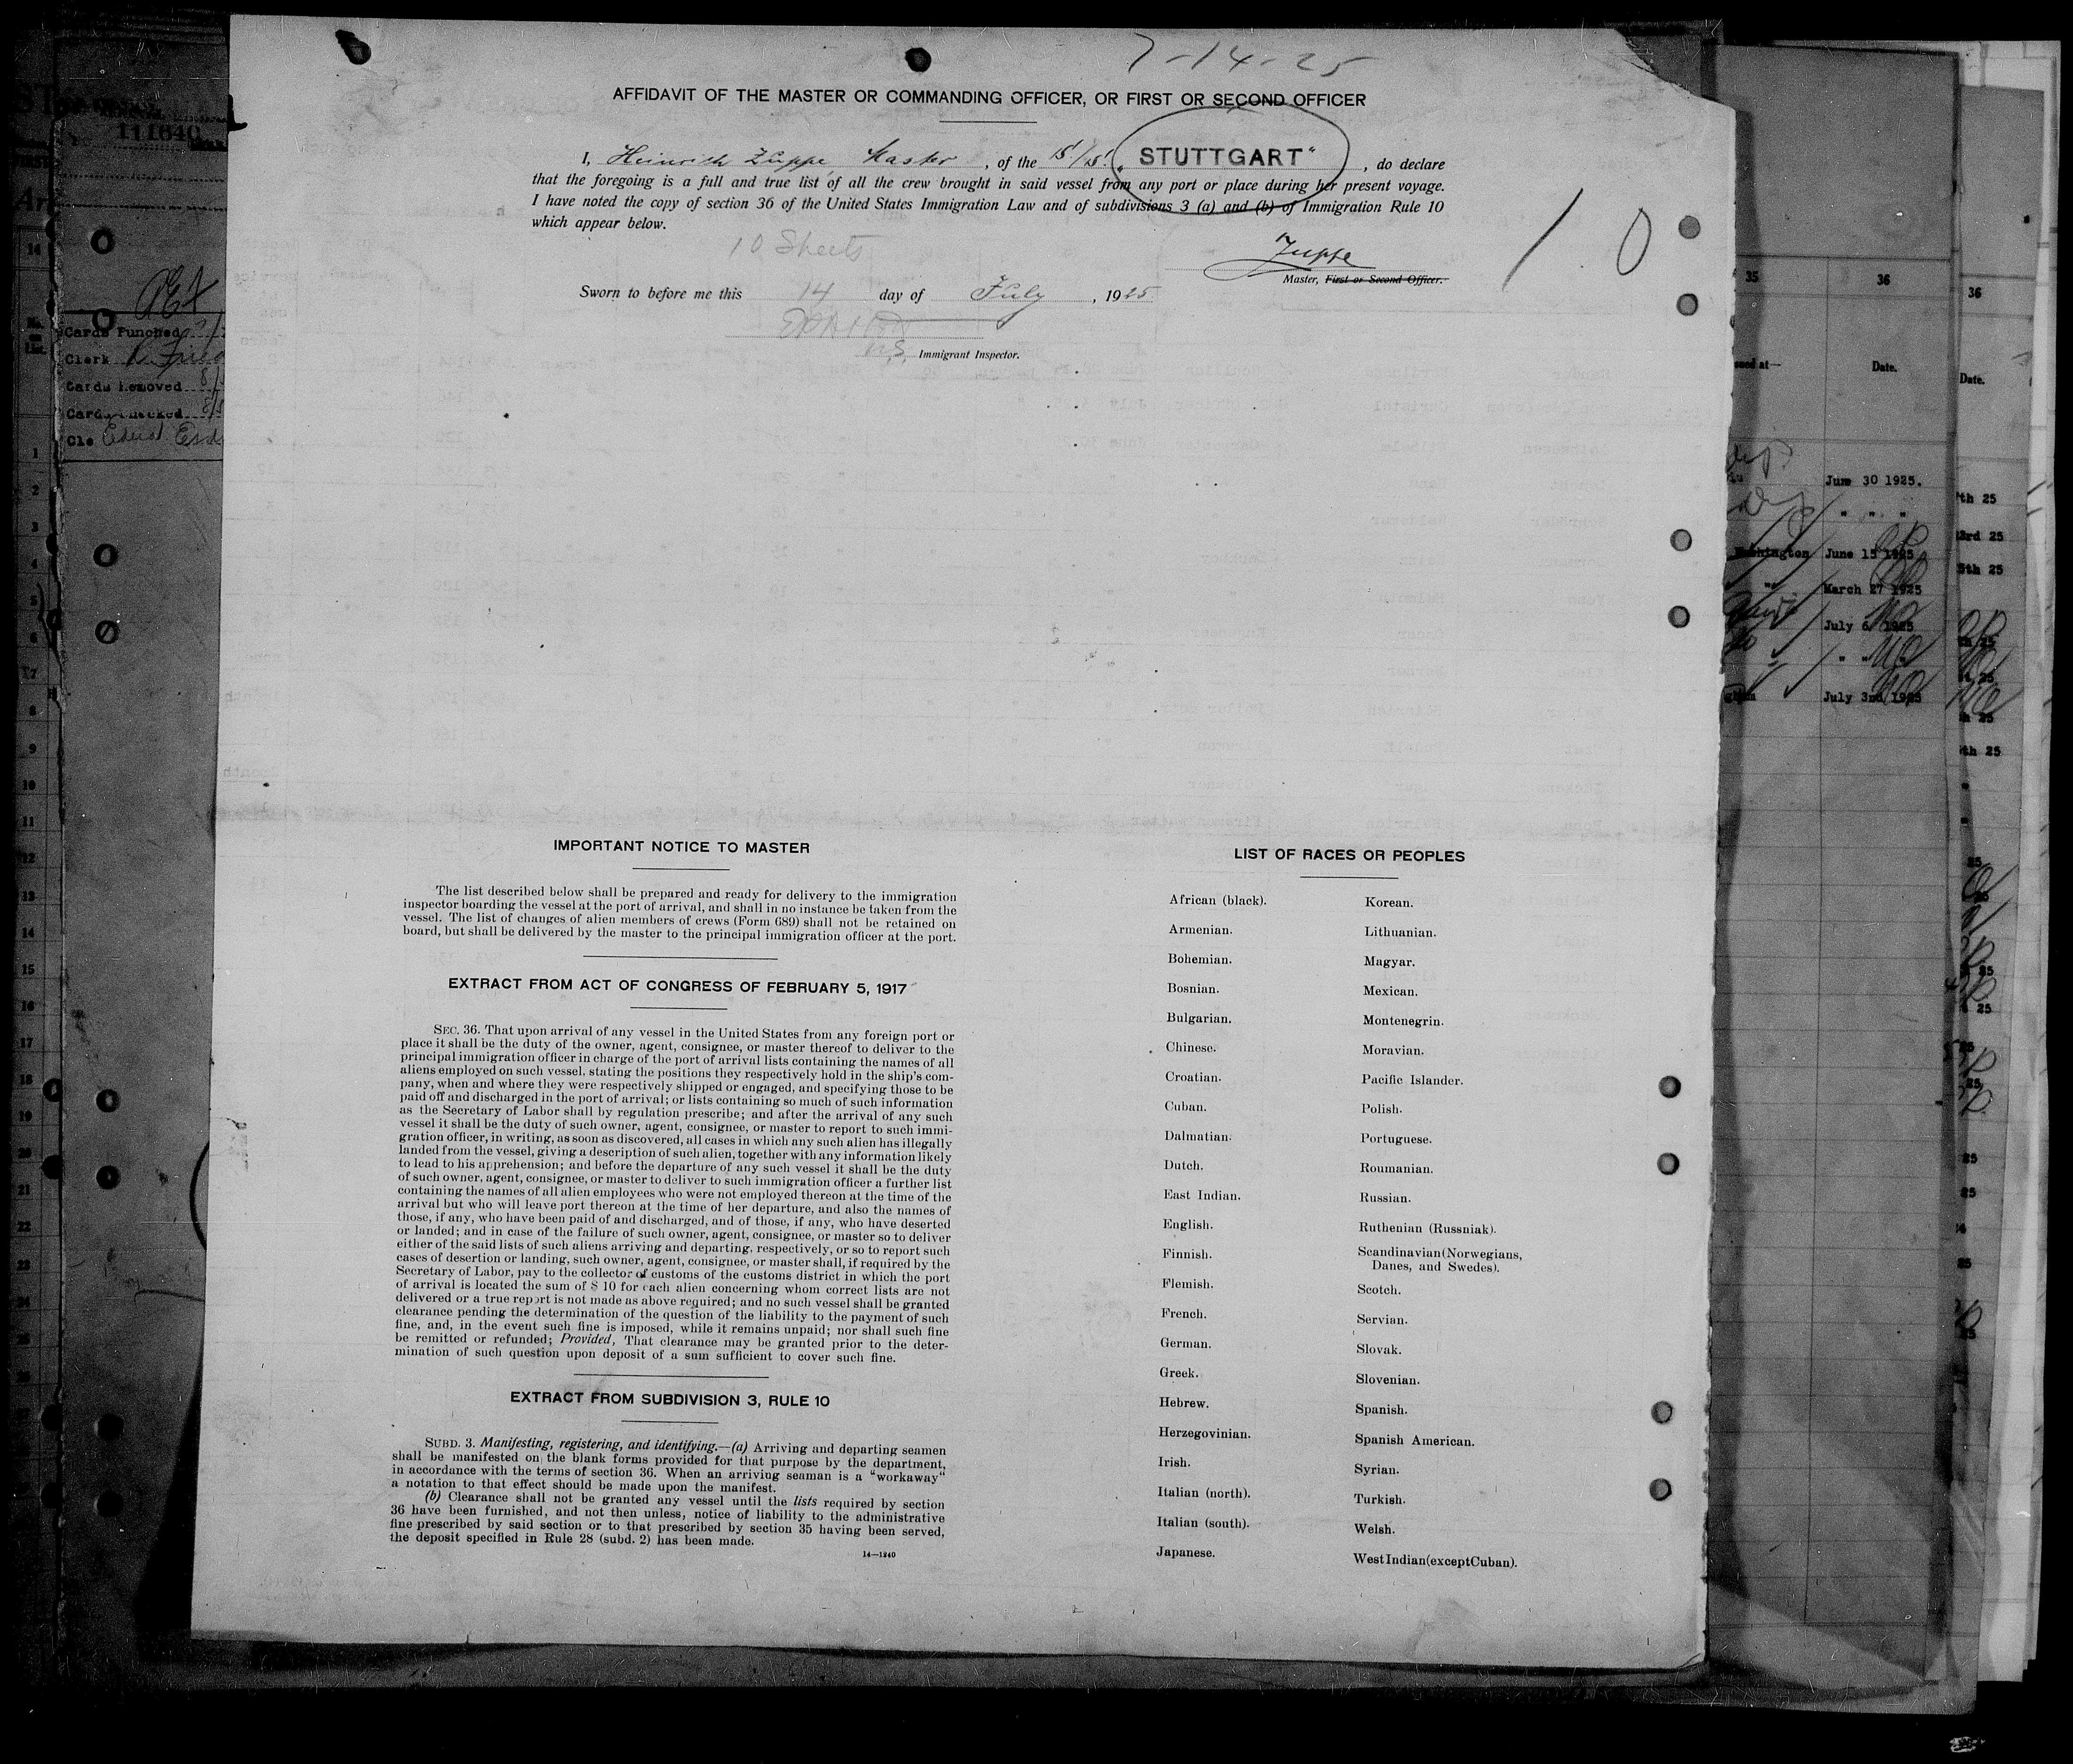 7-14-25
AFFIDAVIT OF THE MASTER OR COMMANDING OFFICER, OR FIRST OR SECOND OFFICER
I, Heinrich Zuppe, Master, of the "STUTTGART", do declare
that the foregoing is a full and true list of all the crew brought in said vessel from any port or place during her present voyage.
I have noted the copy of section 36 of the United States Immigration Law and of subdivisions 3 (a) and (b) of Immigration Rule 10
which appear below.
10 Sheets
10
Zuppe
Master, First or Second Officer.
Sworn to before me this 14 day of July, 1925
U.S. Immigrant Inspector.
IMPORTANT NOTICE TO MASTER
The list described below shall be prepared and ready for delivery to the immigration
inspector boarding the vessel at the port of arrival, and shall in no instance be taken from the
vessel. The list of changes of alien members of crews (Form 689) shall not be retained on
board, but shall be delivered by the master to the principal immigration officer at the port.
EXTRACT FROM ACT OF CONGRESS OF FEBRUARY 5, 1917
SEC. 36. That upon arrival of any vessel in the United States from any foreign port or
place it shall be the duty of the owner, agent, consignee, or master thereof to deliver to the
principal immigration officer in charge of the port of arrival lists containing the names of all
aliens employed on such vessel, stating the positions they respectively hold in the ship's com-
pany, when and where they were respectively shipped or engaged, and specifying those to be
paid off and discharged in the port of arrival; or lists containing so much of such information
as the Secretary of Labor shall by regulation prescribe; and after the arrival of any such
vessel it shall be the duty of such owner, agent, consignee, or master to report to such immi-
gration officer, in writing, as soon as discovered, all cases in which any such alien has illegally
landed from the vessel, giving a description of such alien, together with any information likely
to lead to his apprehension; and before the departure of any such vessel it shall be the duty
of such owner, agent, consignee, or master to deliver to such immigration officer a further list
containing the names of all alien employees who were not employed thereon at the time of the
arrival but who will leave port thereon at the time of her departure, and also the names of
those, if any, who have been paid of and discharged, and of those, if any, who have deserted
or landed; and in case of the failure of such owner, agent, consignee, or master so to deliver
either of the said lists of such aliens arriving and departing, respectively, or so to report such
cases of desertion or landing, such owner, agent, consignee, or master shall, if required by the
Secretary of Labor, pay to the collector of customs of the customs district in which the port
of arrival is located the sum of $ 10 for each alien concerning whom correct lists are not
delivered or a true report is not made as above required; and no such vessel shall be granted
clearance pending the determination of the question of the liability to the payment of such
fine, and, in the event such fine is imposed, while it remains unpaid; nor shall such fine
be remitted or refunded; Provided, That clearance may be granted prior to the deter-
mination of such question upon deposit of a sum sufficient to cover such fine.
EXTRACT FROM SUBDIVISION 3, RULE 10
SUBD. 3. Manifesting, registering, and identifying.—(a) Arriving and departing seamen
shall be manifested on the blank forms provided for that purpose by the department,
in accordance with the terms of section 36. When an arriving seaman is a "workaway"
a notation to that effect should be made upon the manifest.
(b) Clearance shall not be granted any vessel until the lists required by section
36 have been furnished, and not then unless, notice of liability to the administrative
fine prescribed by said section or to that prescribed by section 35 having been served,
the deposit specified in Rule 28 (subd. 2) has been made.
14—1240
LIST OF RACES OR PEOPLES
African (black).
Armenian.
Bohemian.
Bosnian.
Bulgarian.
Chinese.
Croatian.
Cuban.
Dalmatian.
Dutch.
East Indian.
English.
Finnish.
Flemish.
French.
German.
Greek.
Hebrew.
Herzegovinian.
Irish.
Italian (north).
Italian (south).
Japanese.
Korean.
Lithuanian.
Magyar.
Mexican.
Montenegrin.
Moravian.
Pacific Islander.
Polish.
Portuguese.
Roumanian.
Russian.
Ruthenian (Russniak).
Scandinavian (Norwegians,
Danes, and Swedes).
Scotch.
Servian.
Slovak.
Slovenian.
Spanish.
Spanish American.
Syrian.
Turkish.
Welsh.
West Indian (except Cuban).
111640
Cards Punched
Clerk
Cards Removed
Cards Checked
35
36
Date.
June 30 1925.
" " "
Washington June 15 1925
" March 27 1925
July 6 1925
July 3rd 1925
36
Date.